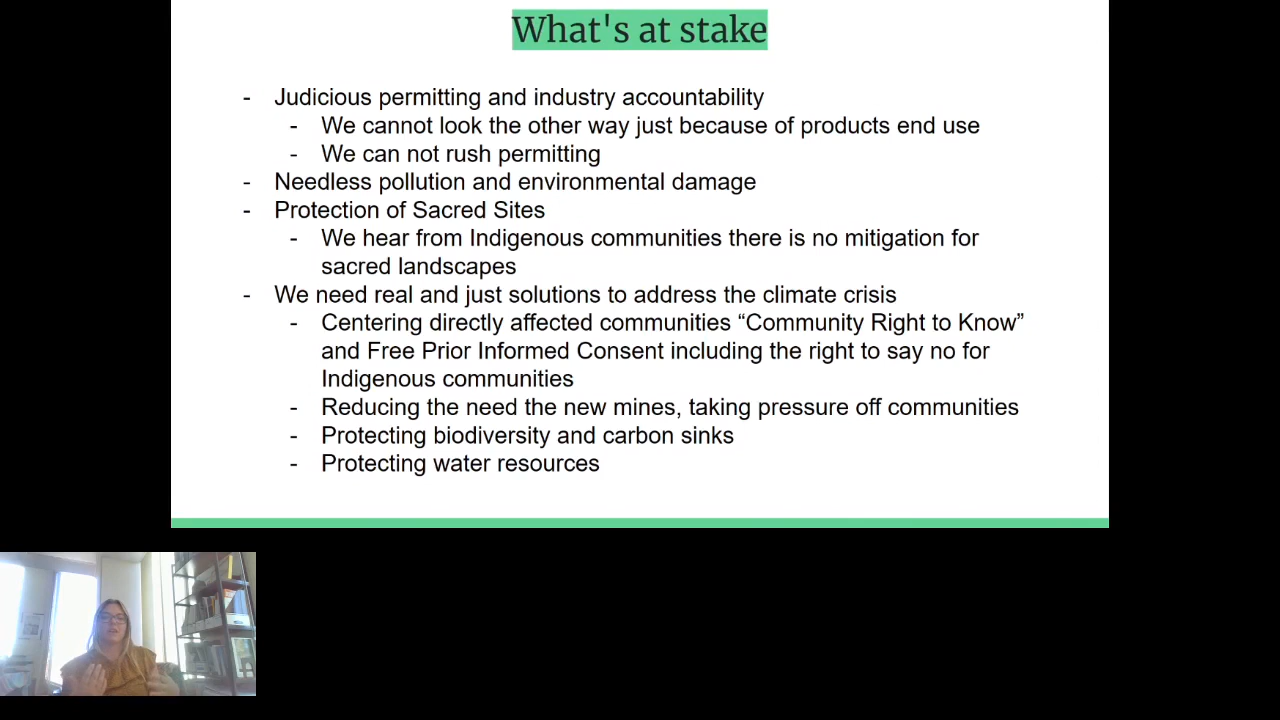 What's at stake
- Judicious permitting and industry accountability
- We cannot look the other way just because of products end use
- We can not rush permitting
- Needless pollution and environmental damage
- Protection of Sacred Sites
- We hear from Indigenous communities there is no mitigation for
sacred landscapes
- We need real and just solutions to address the climate crisis
- Centering directly affected communities “Community Right to Know”
and Free Prior Informed Consent including the right to say no for
Indigenous communities
- Reducing the need the new mines, taking pressure off communities
- Protecting biodiversity and carbon sinks
- Protecting water resources